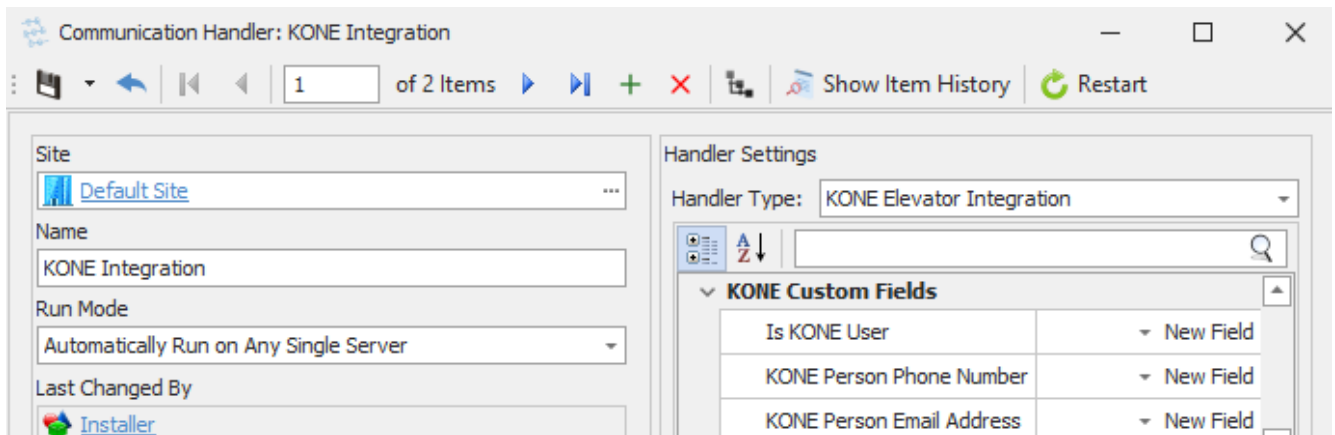 Communication Handler: KONE Integration
1 of 2 Items Show Item History Restart
Site
Default Site ...
Name
KONE Integration
Run Mode
Automatically Run on Any Single Server
Last Changed By
Installer
Handler Settings
Handler Type: KONE Elevator Integration
KONE Custom Fields
Is KONE User New Field
KONE Person Phone Number New Field
KONE Person Email Address New Field